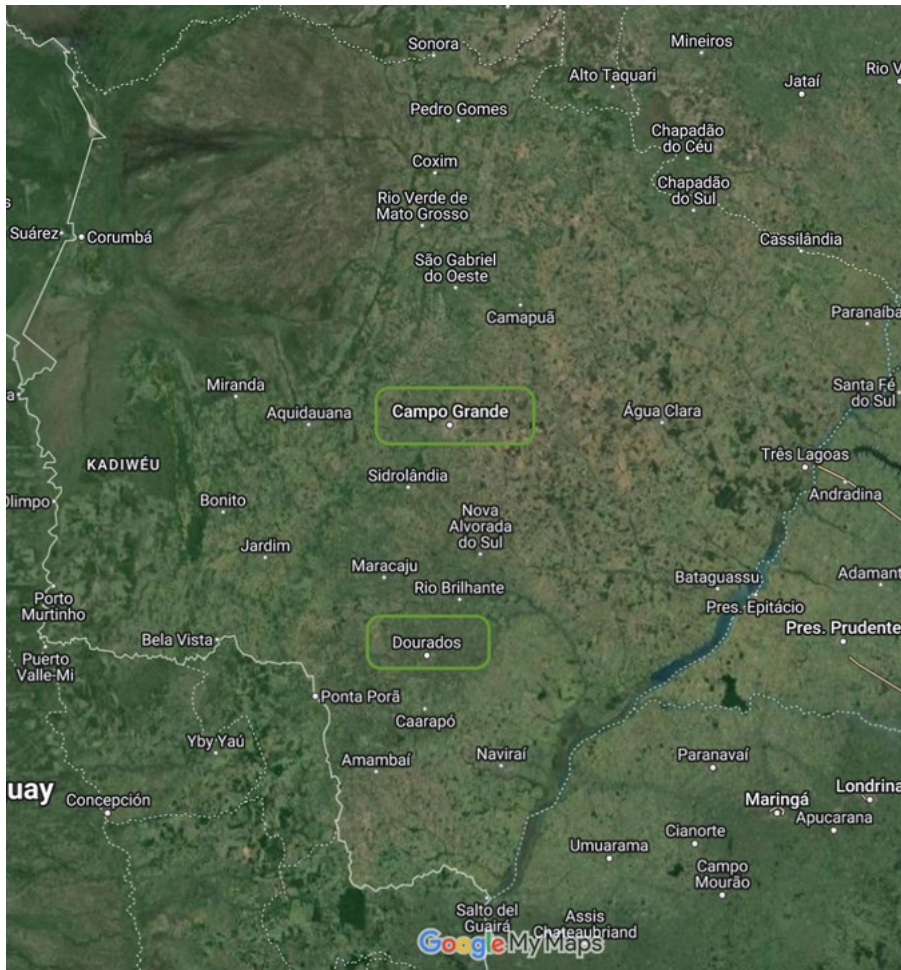 Sonora
Mineiros
Alto Taquari
Jataí
Rio V
Pedro Gomes
Chapadão
do Céu
Coxim
Chapadão
do Sul
Rio Verde de
Mato Grosso
s
Suárez
Corumbá
Cassilândia
São Gabriel
do Oeste
Camapuã
Paranaíba
Miranda
Santa Fé
do Sul
a
Aquidauana
Campo Grande
Água Clara
Três Lagoas
KADIWÉU
Sidrolândia
Andradina
Olimpo
Bonito
Nova
Alvorada
do Sul
Jardim
Maracaju
Bataguassu
Adamant
Rio Brilhante
Porto
Murtinho
Pres. Epitácio
Pres. Prudente
Bela Vista
Dourados
Puerto
Valle-Mi
Ponta Porã
Caarapó
Yby Yaú
Amambaí
Naviraí
Paranavaí
uay
Concepción
Londrina
Maringá
Apucarana
Cianorte
Umuarama
Campo
Mourão
Salto del
Guairá
Assis
Chateaubriand
Google My Maps